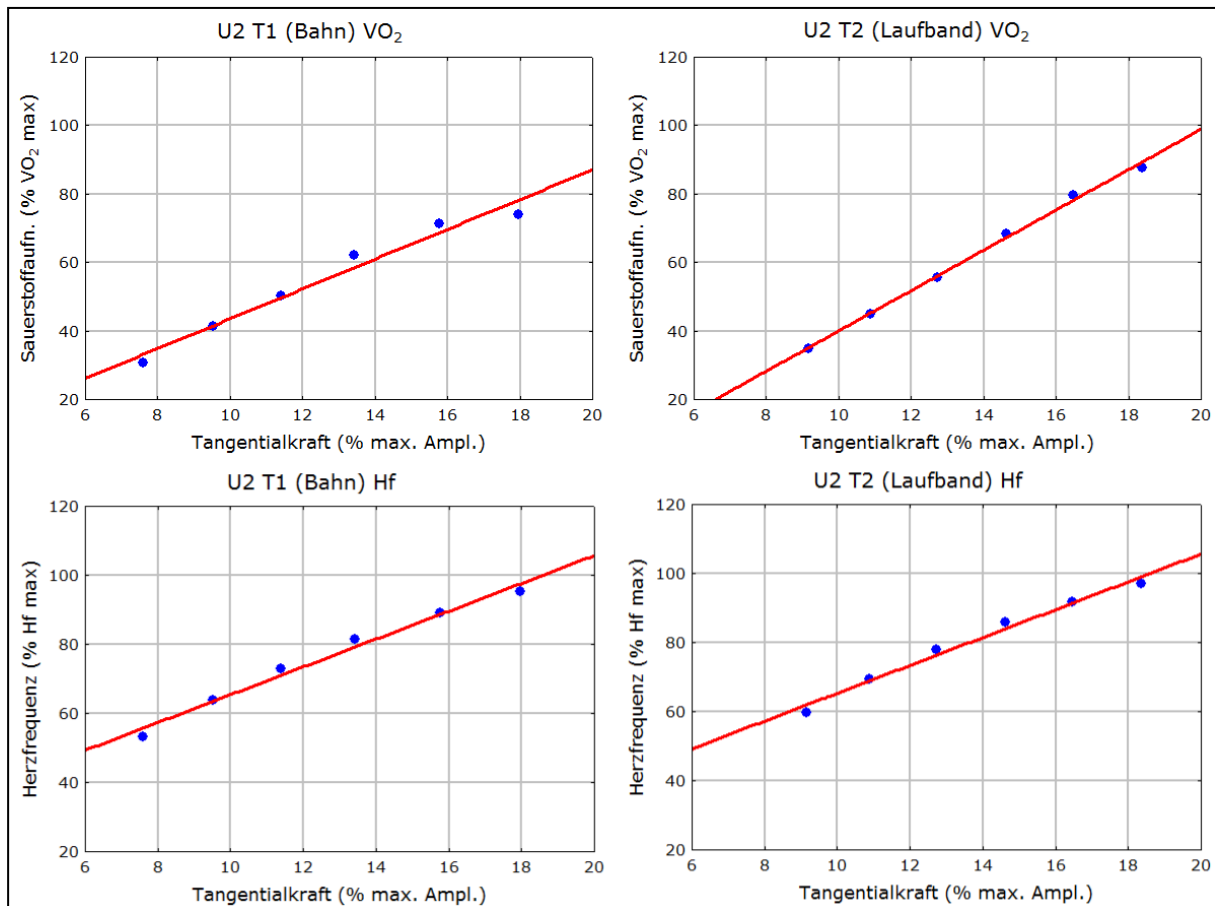 U2 T1 (Bahn) VO₂
120
100
80
60
40
20
Sauerstoffaufn. (% VO₂ max)
6 8 10 12 14 16 18 20
Tangentialkraft (% max. Ampl.)
U2 T2 (Laufband) VO₂
120
100
80
60
40
20
Sauerstoffaufn. (% VO₂ max)
6 8 10 12 14 16 18 20
Tangentialkraft (% max. Ampl.)
U2 T1 (Bahn) Hf
120
100
80
60
40
20
Herzfrequenz (% Hf max)
6 8 10 12 14 16 18 20
Tangentialkraft (% max. Ampl.)
U2 T2 (Laufband) Hf
120
100
80
60
40
20
Herzfrequenz (% Hf max)
6 8 10 12 14 16 18 20
Tangentialkraft (% max. Ampl.)